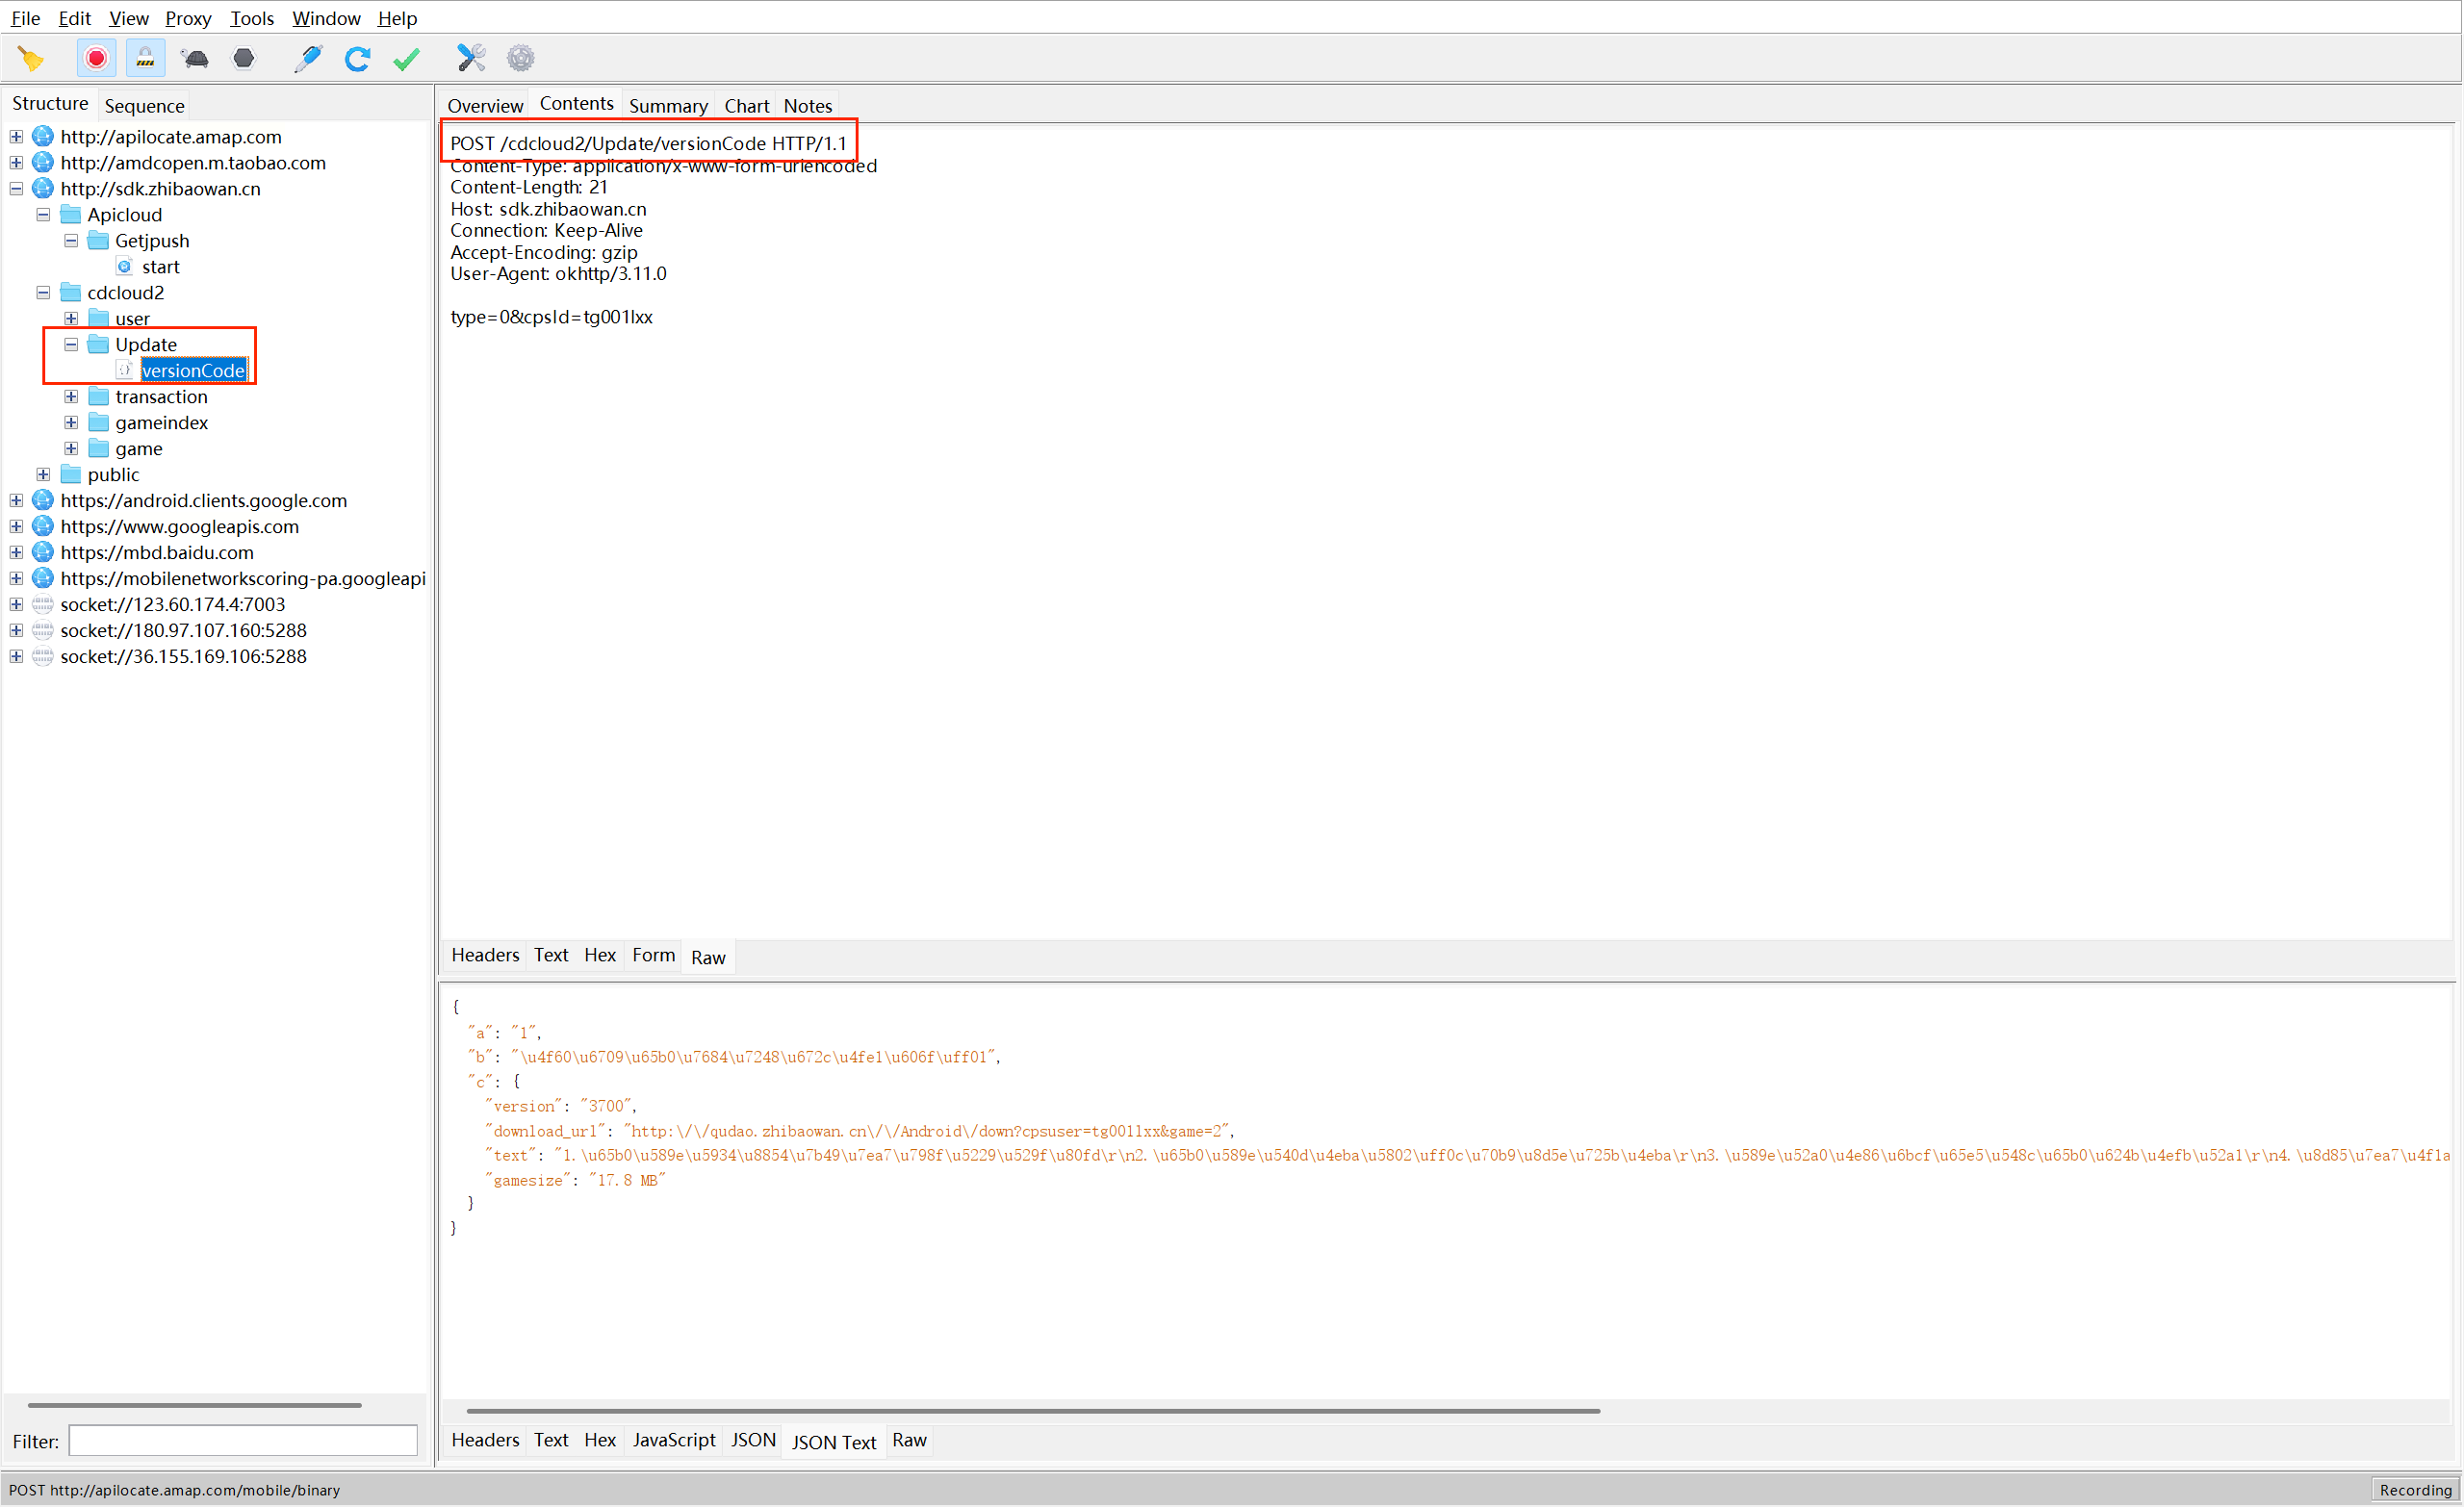 File Edit View Proxy Tools Window Help
Structure Sequence
http://apilocate.amap.com
http://amdcopen.m.taobao.com
http://sdk.zhibaowan.cn
Apicloud
Getjpush
start
cdcloud2
user
Update
versionCode
transaction
gameindex
game
public
https://android.clients.google.com
https://www.googleapis.com
https://mbd.baidu.com
https://mobilenetworkscoring-pa.googleapi
socket://123.60.174.4:7003
socket://180.97.107.160:5288
socket://36.155.169.106:5288
Filter:
Overview Contents Summary Chart Notes
POST /cdcloud2/Update/versionCode HTTP/1.1
Content-Type: application/x-www-form-urlencoded
Content-Length: 21
Host: sdk.zhibaowan.cn
Connection: Keep-Alive
Accept-Encoding: gzip
User-Agent: okhttp/3.11.0
type=0&cpsId=tg001lxx
Headers Text Hex Form Raw
{
"a": "1",
"b": "\u4f60\u6709\u65b0\u7684\u7248\u672c\u4fe1\u606f\uff01",
"c": {
"version": "3700",
"download_url": "http:\/\/qudao.zhibaowan.cn\/\/Android\/down?cpsuser=tg001lxx&game=2",
"text": "1.\u65b0\u589e\u5934\u8854\u7b49\u7ea7\u798f\u5229\u529f\u80fd\r\n2.\u65b0\u589e\u540d\u4eba\u5802\uff0c\u70b9\u8d5e\u725b\u4eba\r\n3.\u589e\u52a0\u4e86\u6bcf\u65e5\u548c\u65b0\u624b\u4efb\u52a1\r\n4.\u8d85\u7ea7\u4f1a
"gamesize": "17.8 MB"
}
}
Headers Text Hex JavaScript JSON JSON Text Raw
POST http://apilocate.amap.com/mobile/binary
Recording